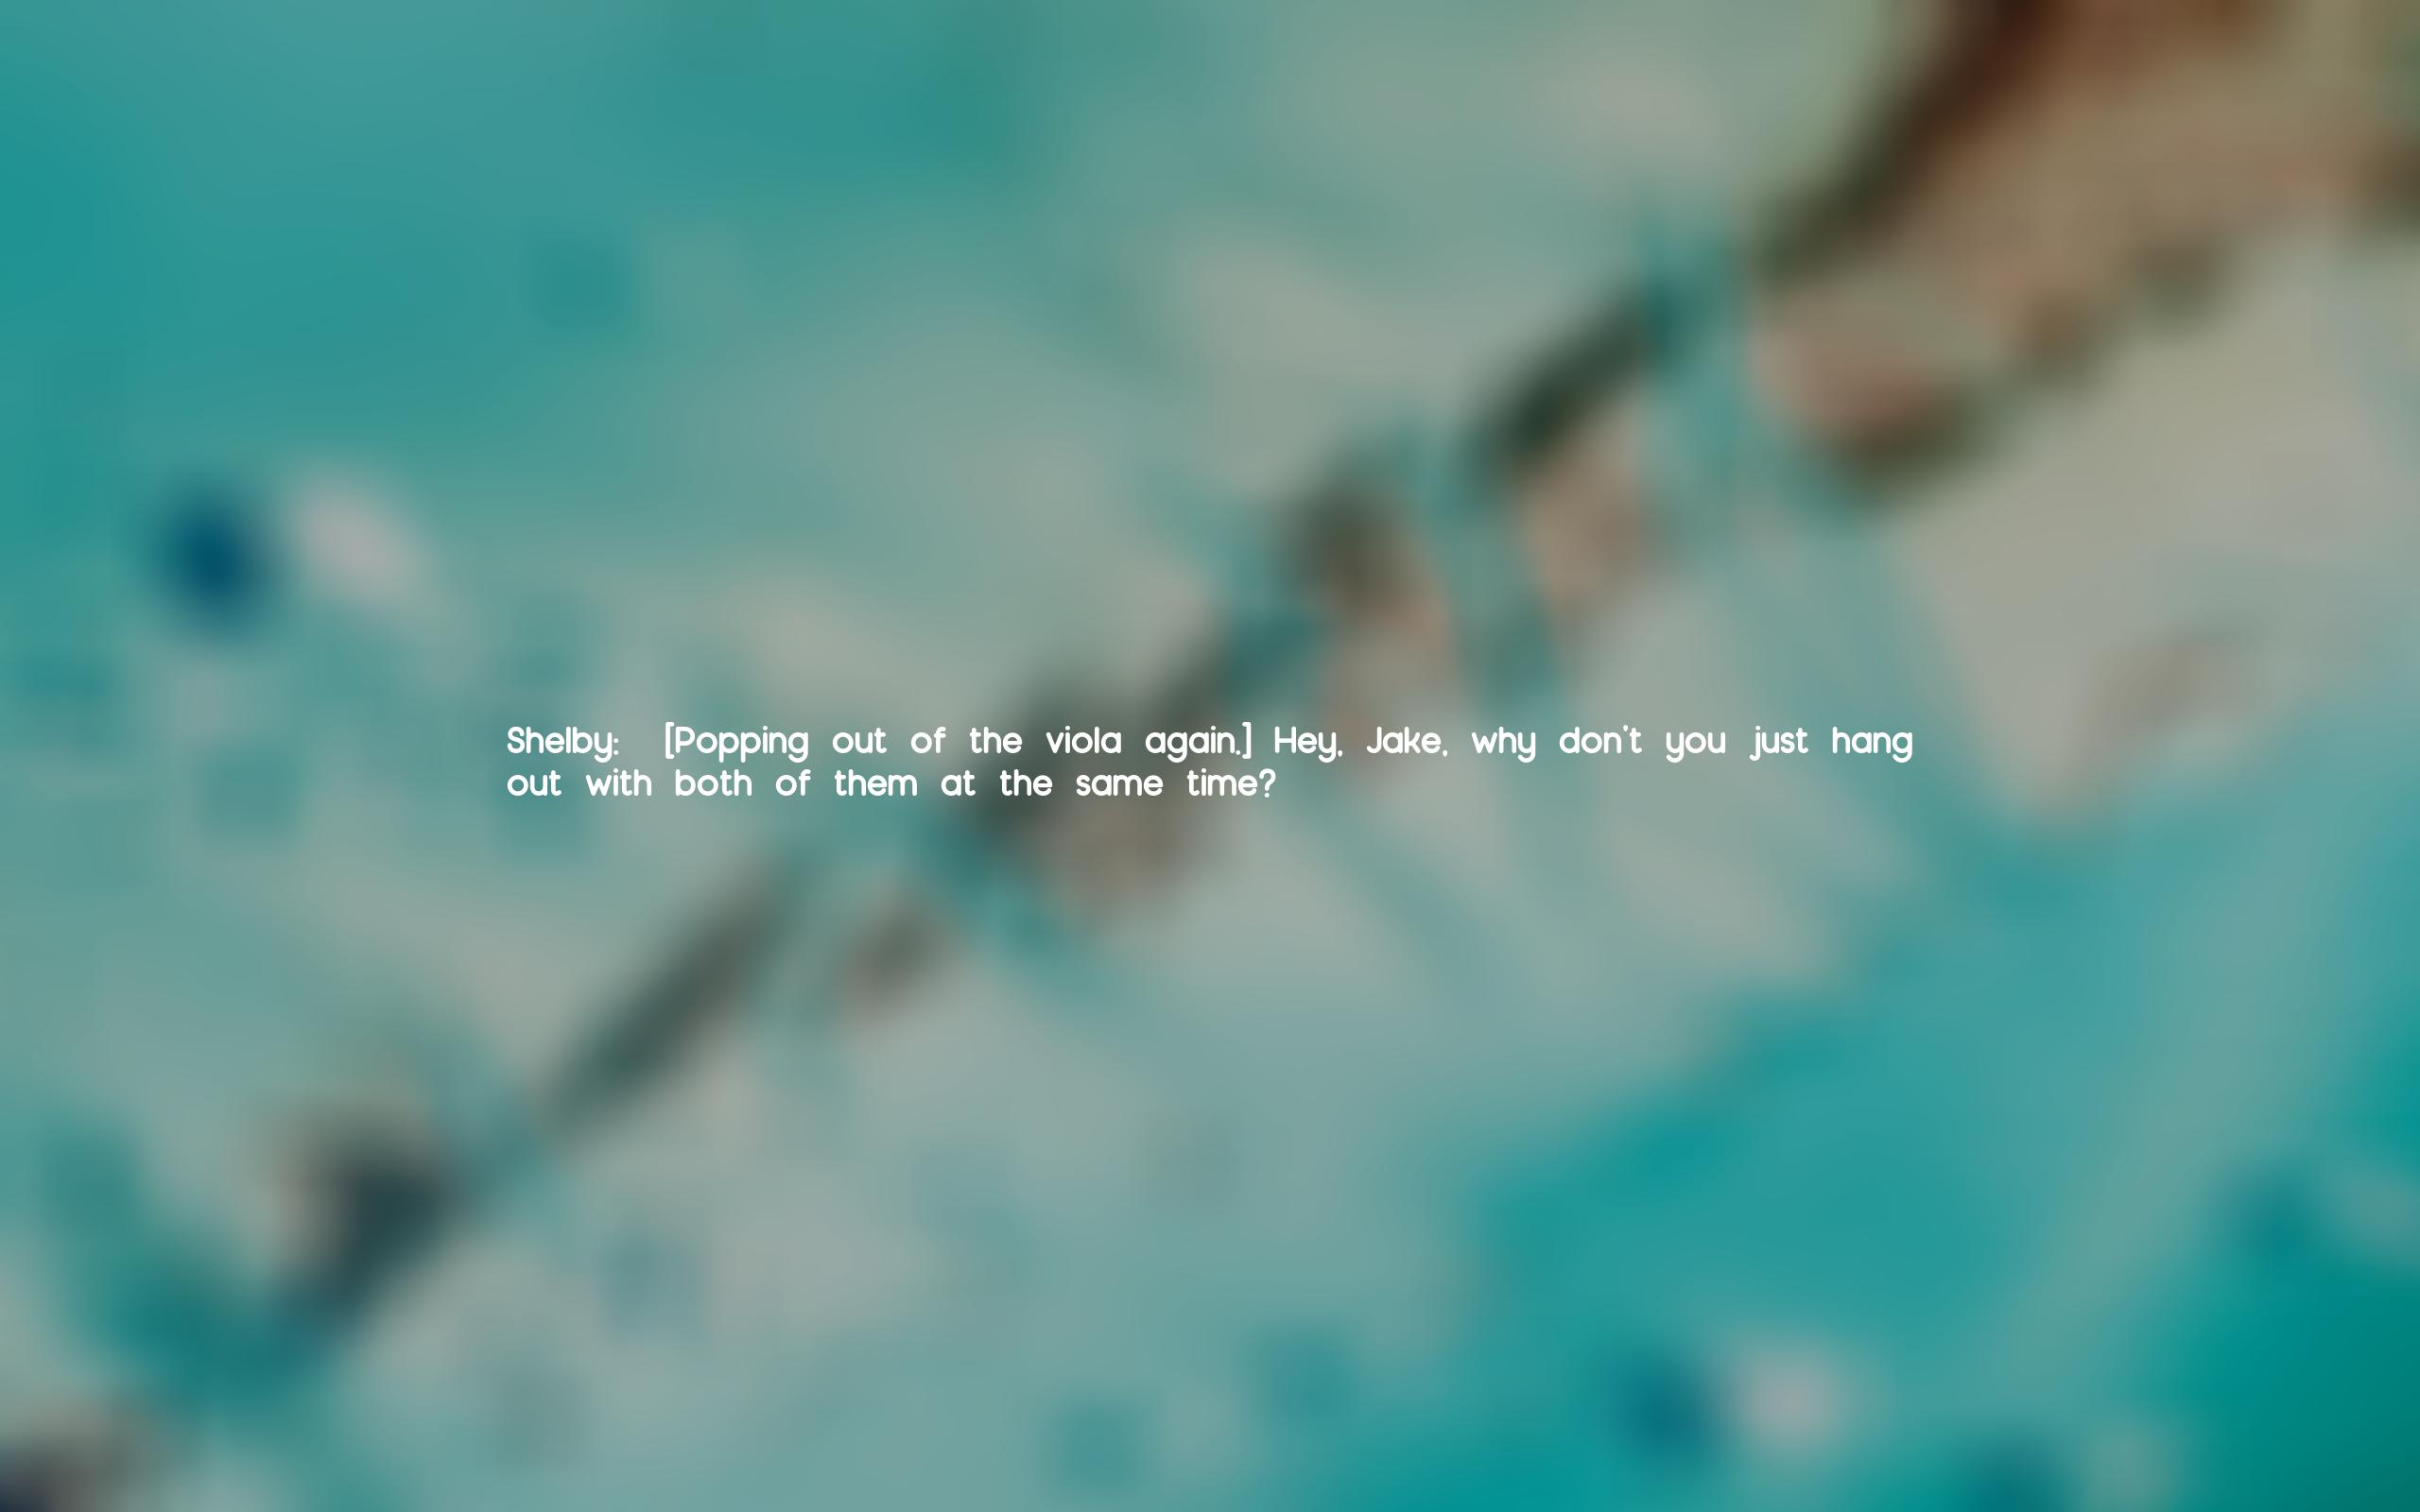 Shelby: [Popping out of the viola again.] Hey, Jake, why don't you just hang
out with both of them at the same time?